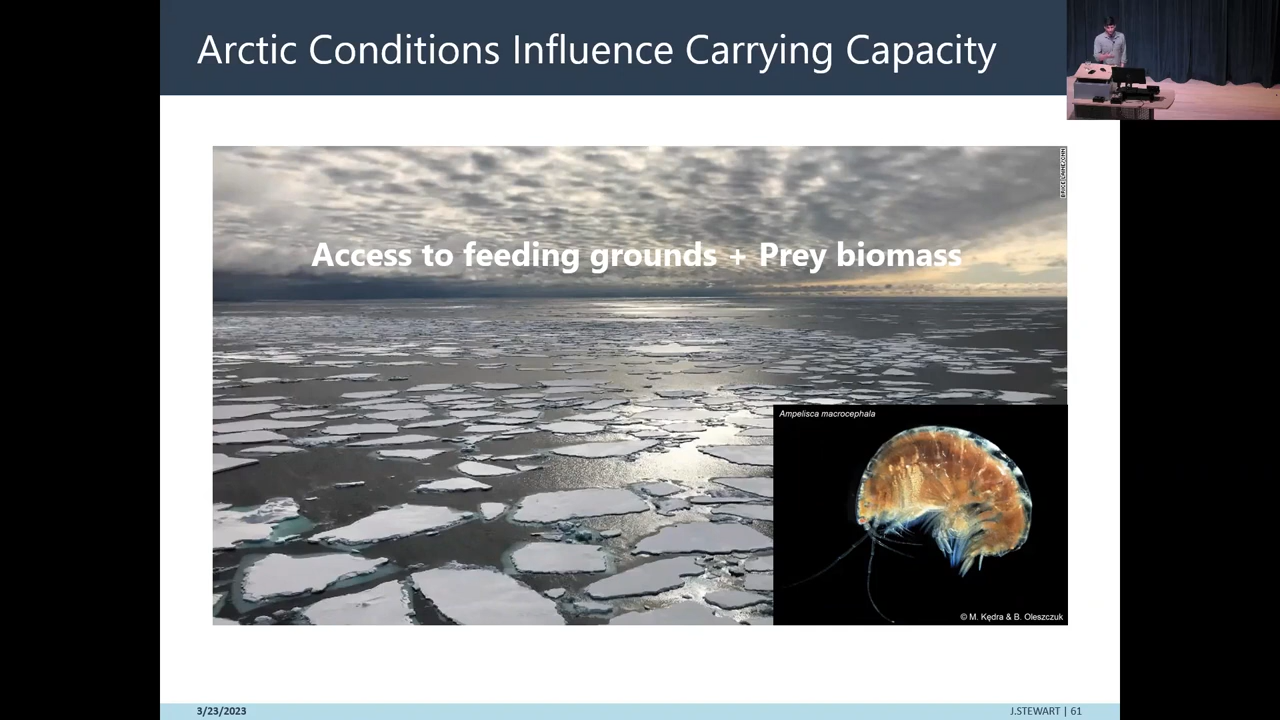 Arctic Conditions Influence Carrying Capacity
Access to feeding grounds + Prey biomass
Ampelisca macrocephala
© M. Kędra & B. Oleszczuk
3/23/2023
J.STEWART | 61